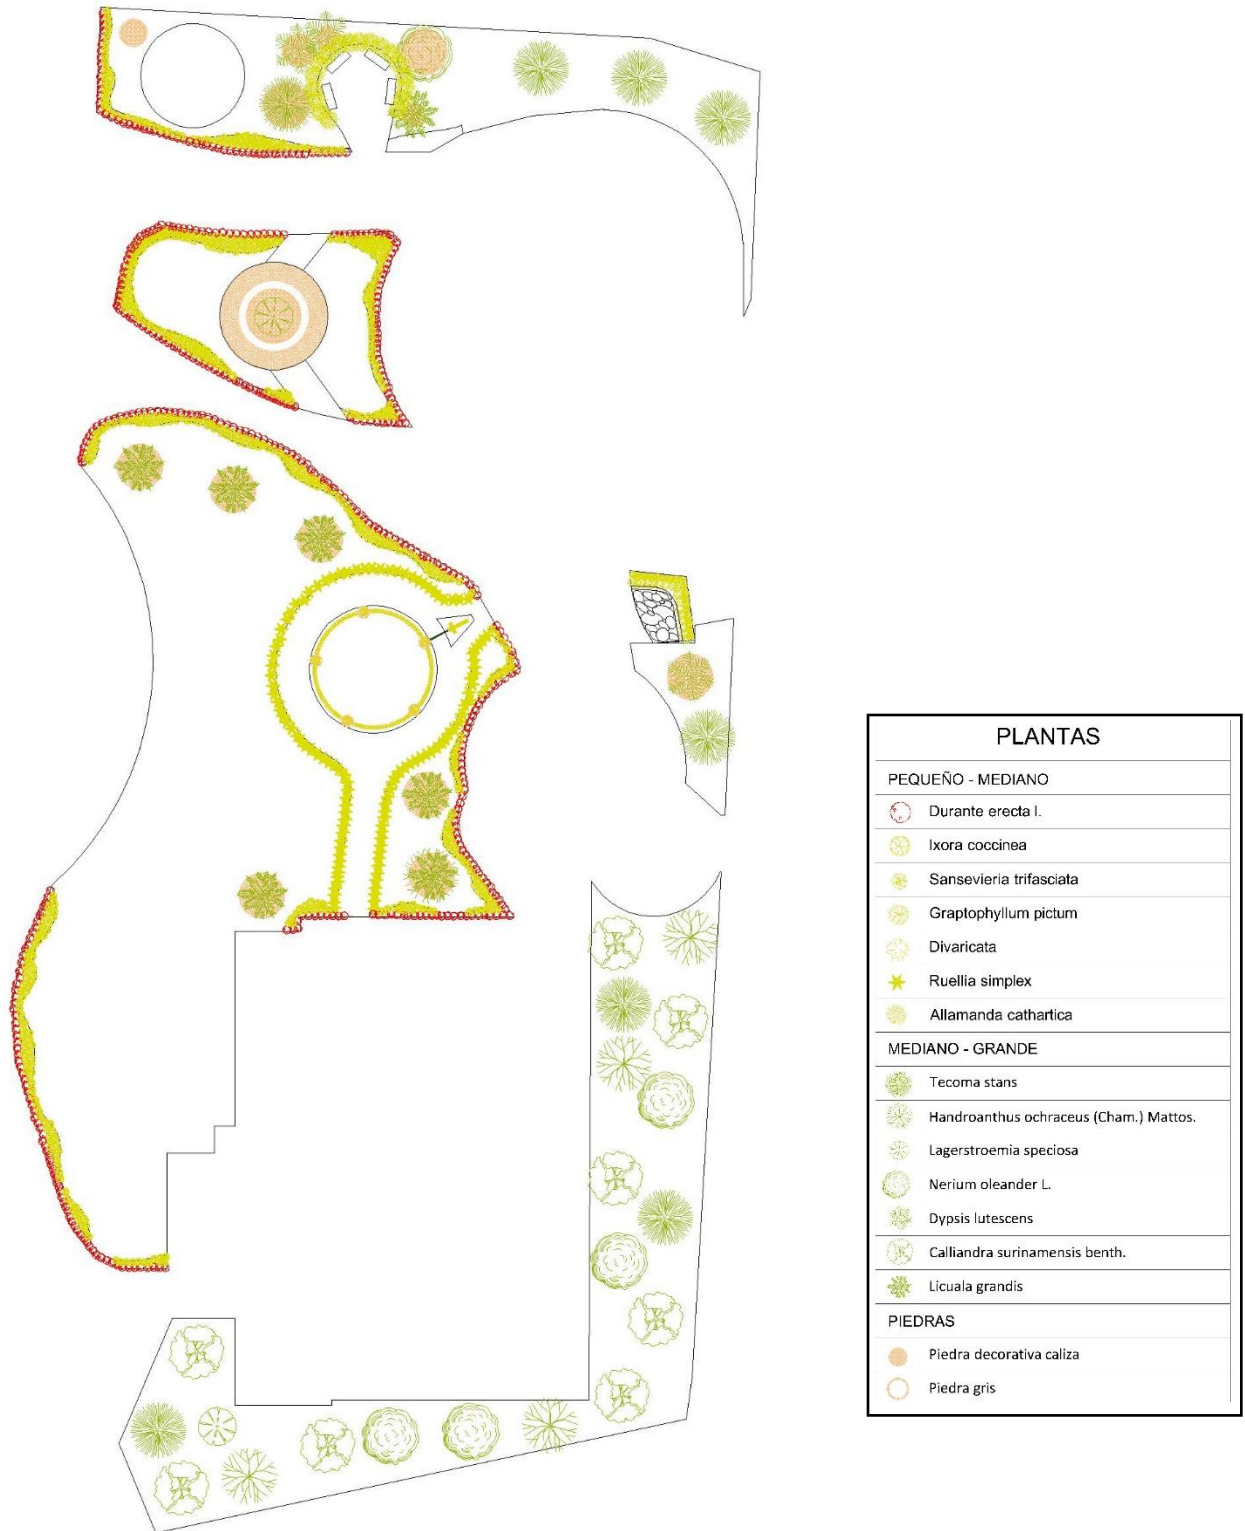 PLANTAS
PEQUEÑO - MEDIANO
Durante erecta l.
Ixora coccinea
Sansevieria trifasciata
Graptophyllum pictum
Divaricata
Ruellia simplex
Allamanda cathartica
MEDIANO - GRANDE
Tecoma stans
Handroanthus ochraceus (Cham.) Mattos.
Lagerstroemia speciosa
Nerium oleander L.
Dypsis lutescens
Calliandra surinamensis benth.
Licuala grandis
PIEDRAS
Piedra decorativa caliza
Piedra gris